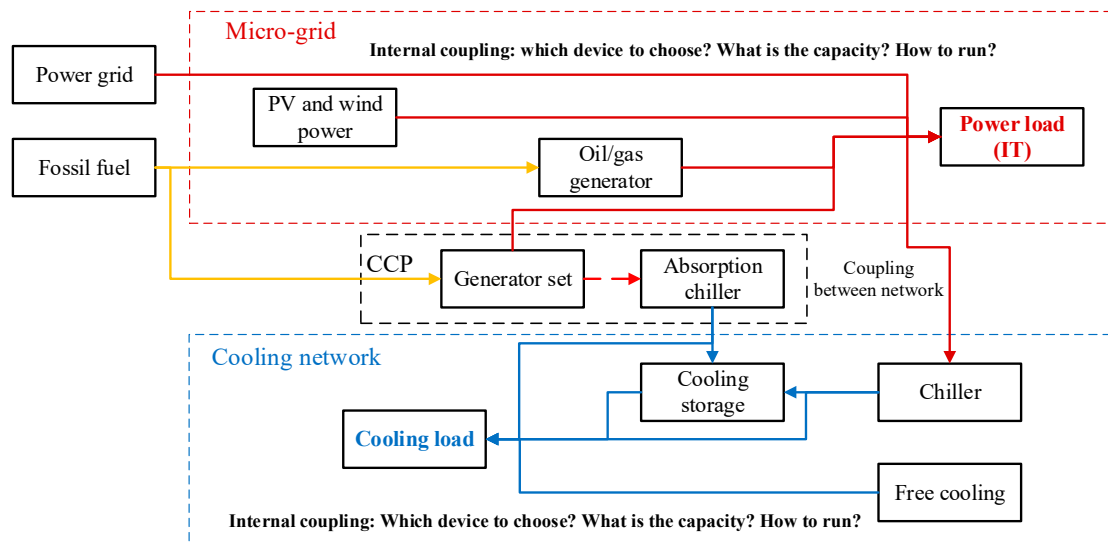 Micro-grid
Internal coupling: which device to choose? What is the capacity? How to run?
Power grid
PV and wind
power
Power load
(IT)
Fossil fuel
Oil/gas
generator
CCP
Generator set
Absorption
chiller
Coupling
between network
Cooling network
Cooling
storage
Chiller
Cooling load
Free cooling
Internal coupling: Which device to choose? What is the capacity? How to run?